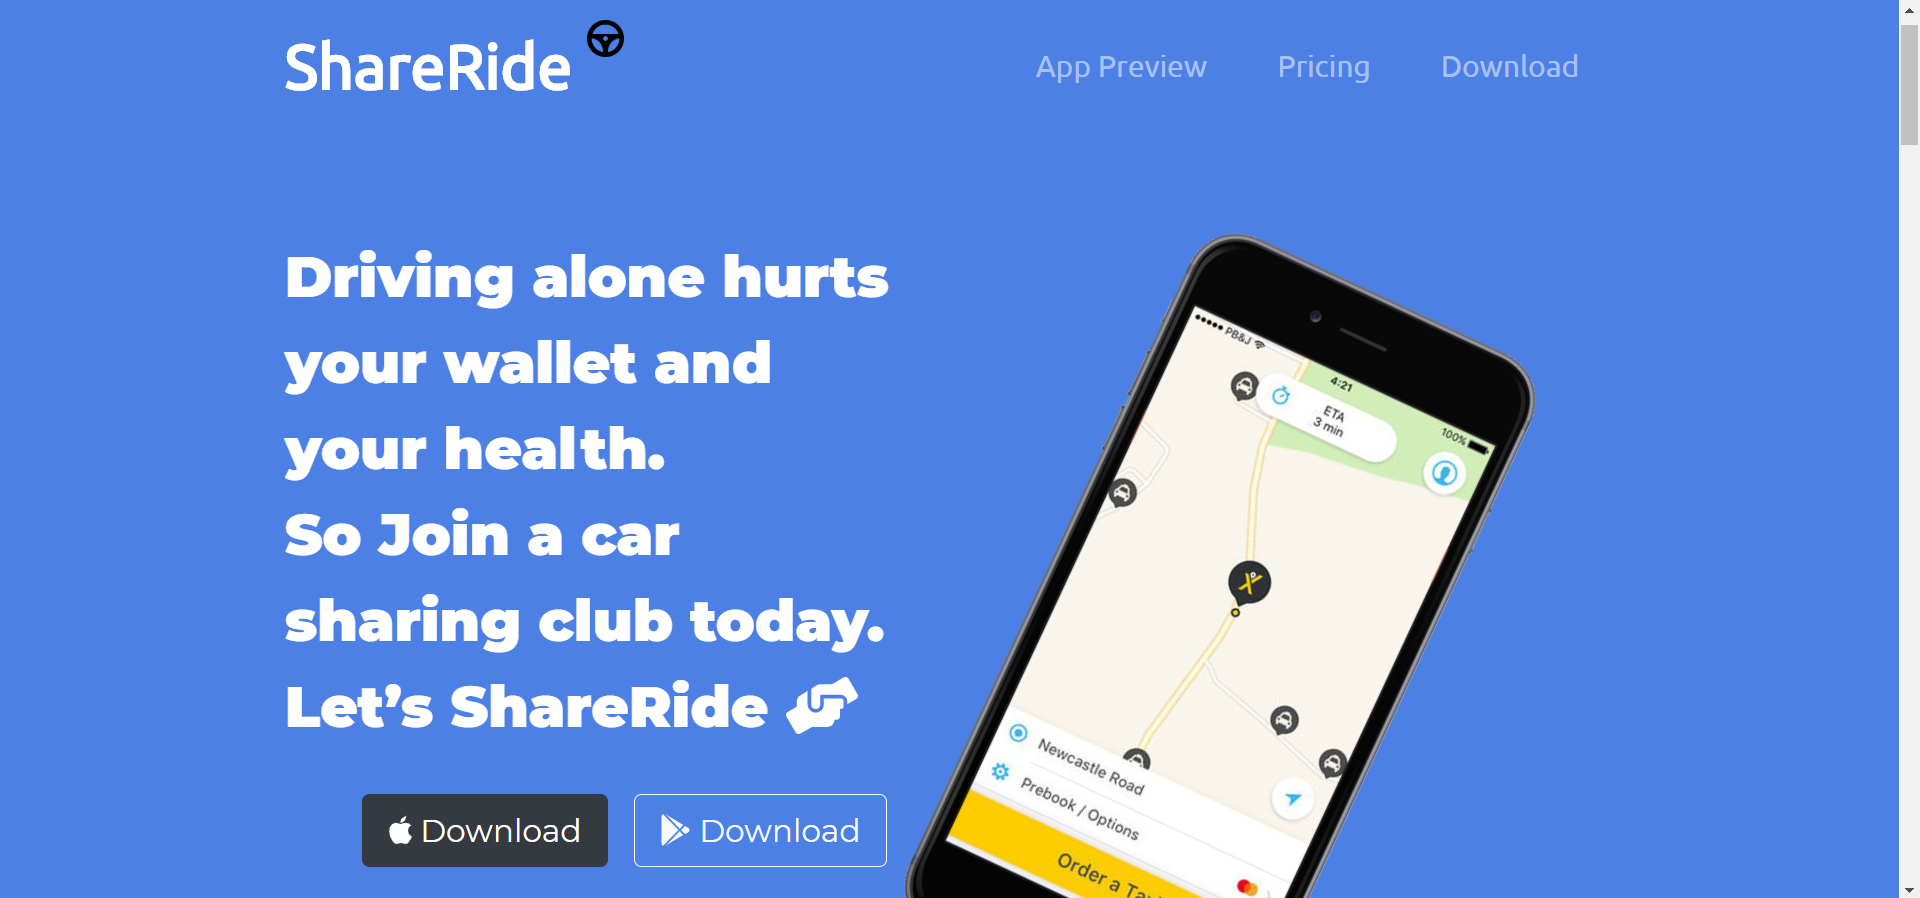 ShareRide
App Preview
Pricing
Download
Driving alone hurts
your wallet and
your health.
So Join a car
sharing club today.
Let's ShareRide
Download
Download
PB&J
4:21
100%
ETA
3 min
Newcastle Road
Prebook / Options
Order a